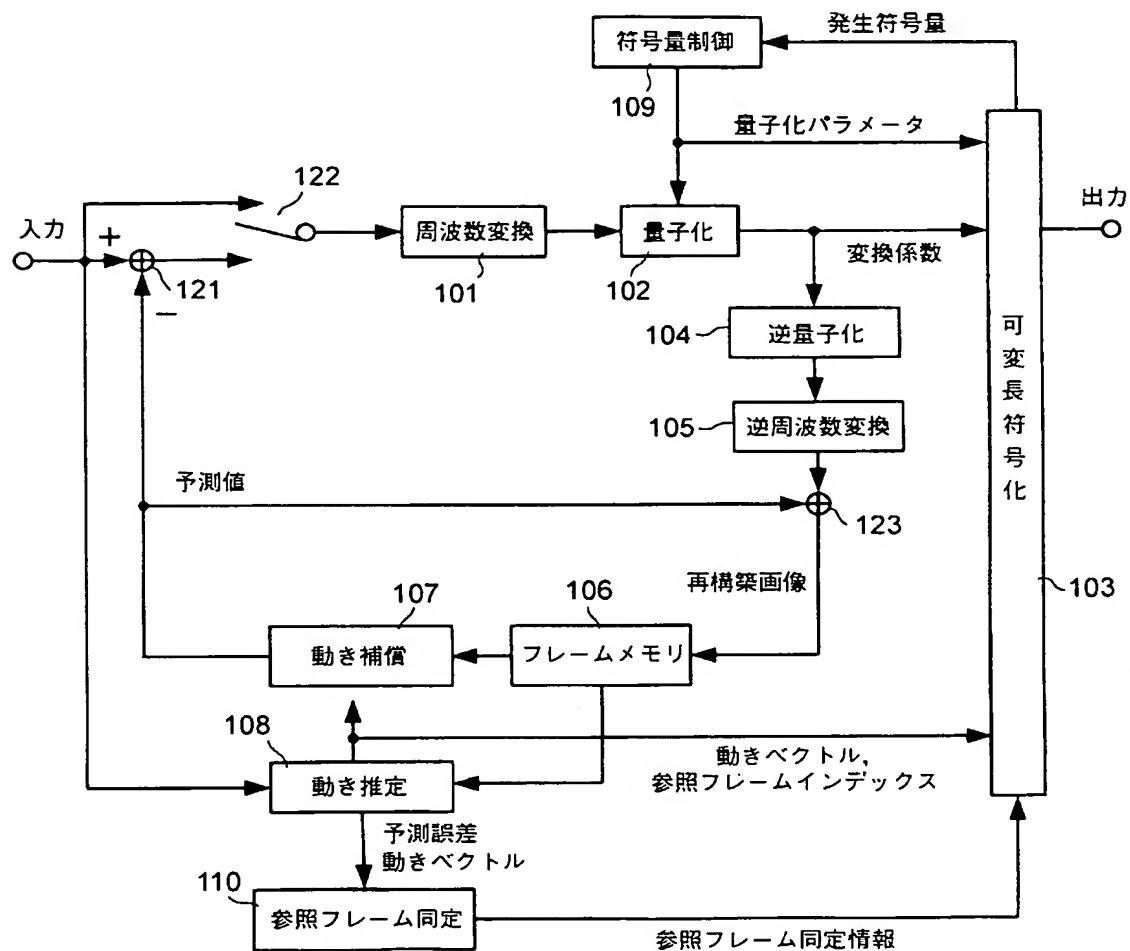 符号量制御
発生符号量
109
量子化パラメータ
122
入力
+
121
−
周波数変換
101
量子化
102
変換係数
出力
104
逆量子化
可変長符号化
105
逆周波数変換
予測値
123
再構築画像
103
107
106
動き補償
フレームメモリ
108
動き推定
動きベクトル,
参照フレームインデックス
予測誤差
動きベクトル
110
参照フレーム同定
参照フレーム同定情報